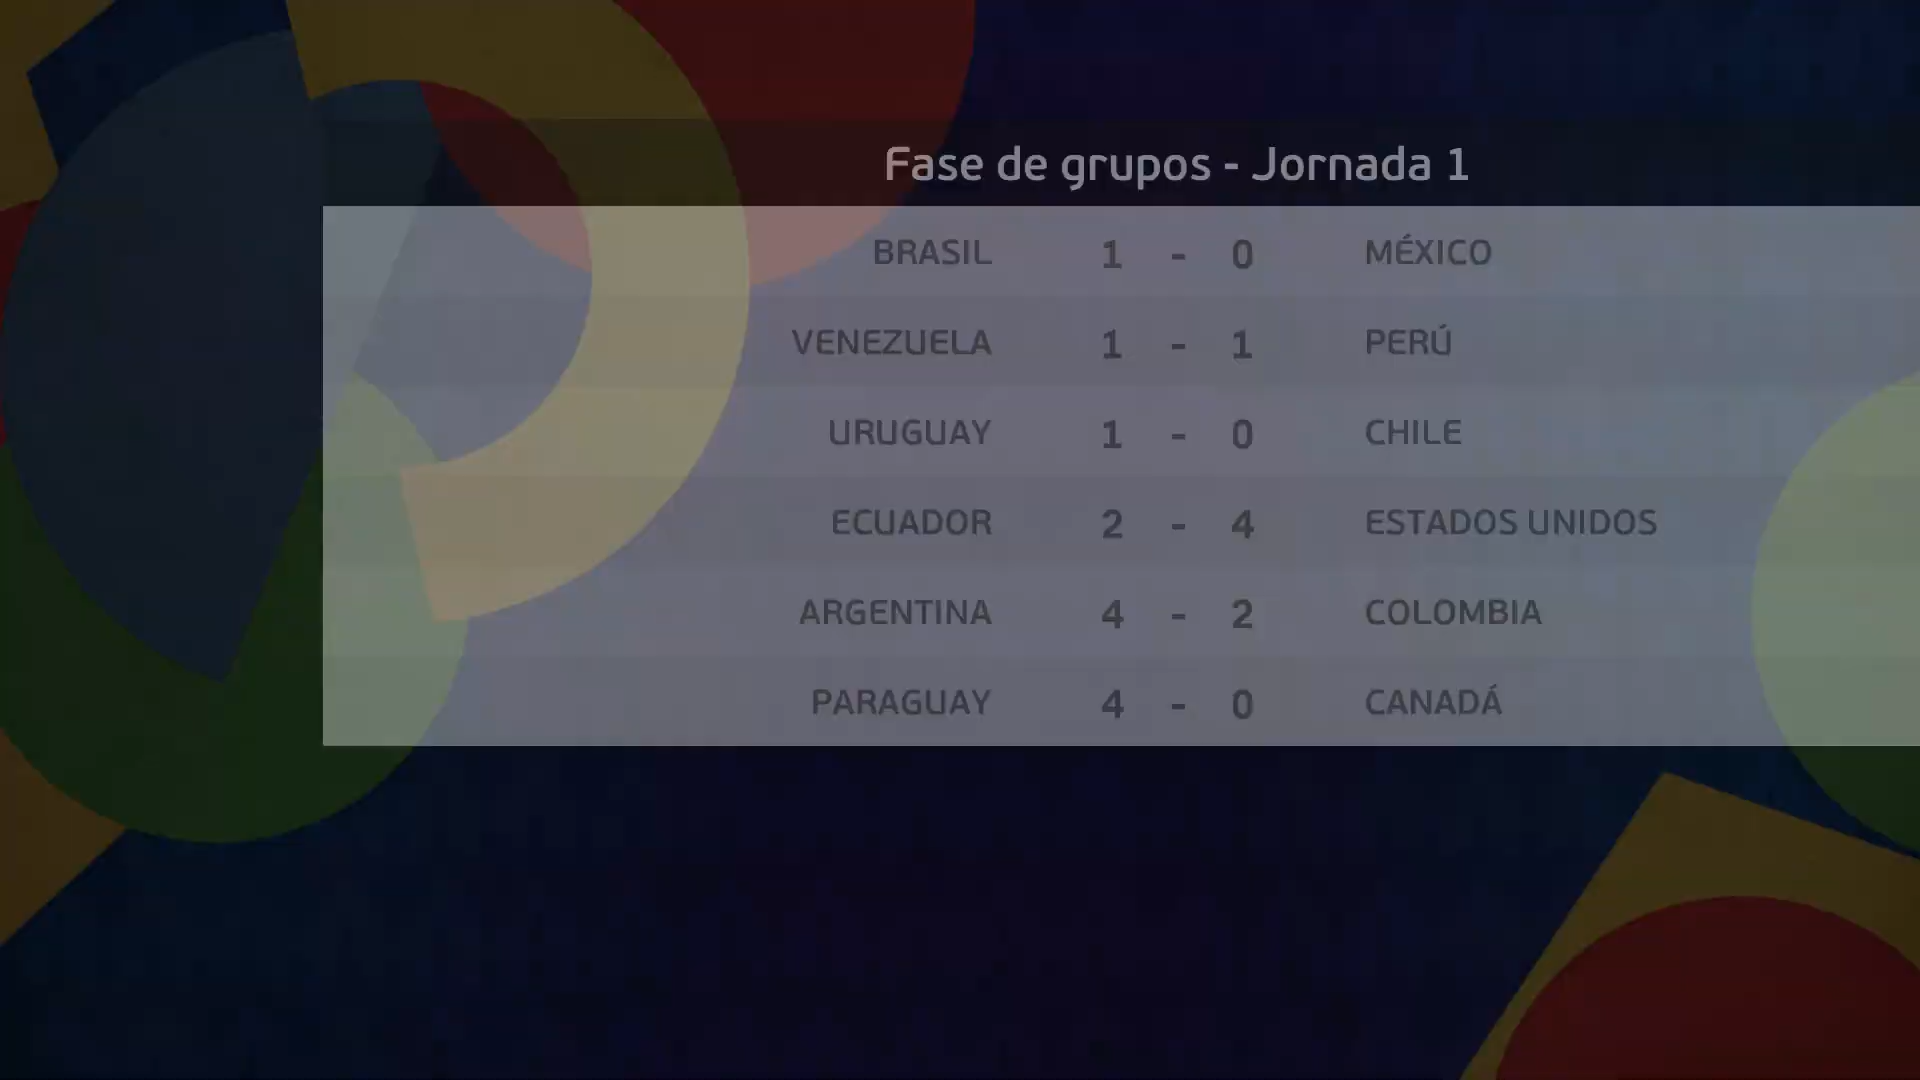 Fase de grupos - Jornada 1
BRASIL 1 - 0 MÉXICO
VENEZUELA 1 - 1 PERÚ
URUGUAY 1 - 0 CHILE
ECUADOR 2 - 4 ESTADOS UNIDOS
ARGENTINA 4 - 2 COLOMBIA
PARAGUAY 4 - 0 CANADÁ